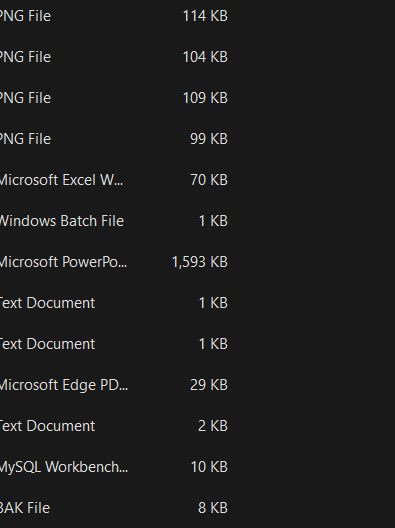 PNG File 114 KB
PNG File 104 KB
PNG File 109 KB
PNG File 99 KB
Microsoft Excel W... 70 KB
Windows Batch File 1 KB
Microsoft PowerPo... 1,593 KB
Text Document 1 KB
Text Document 1 KB
Microsoft Edge PD... 29 KB
Text Document 2 KB
MySQL Workbench... 10 KB
BAK File 8 KB